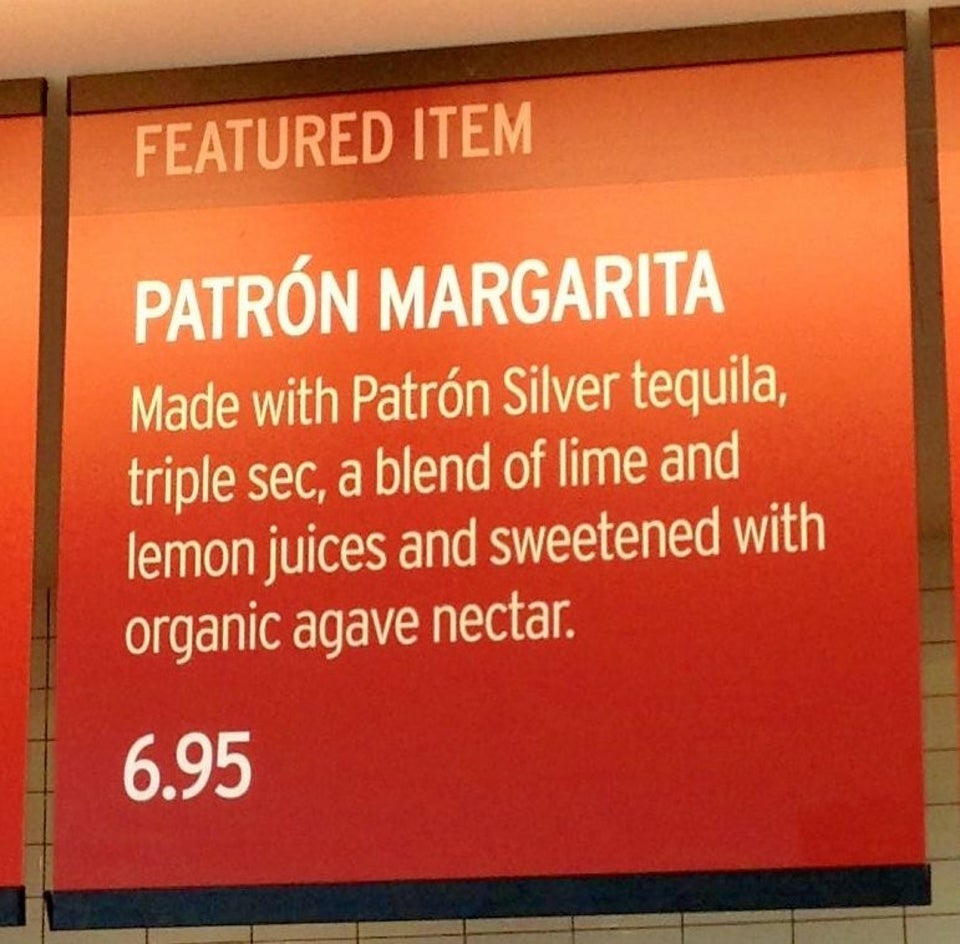 FEATURED ITEM
PATRÓN MARGARITA
Made with Patrón Silver tequila,
triple sec, a blend of lime and
lemon juices and sweetened with
organic agave nectar.
6.95